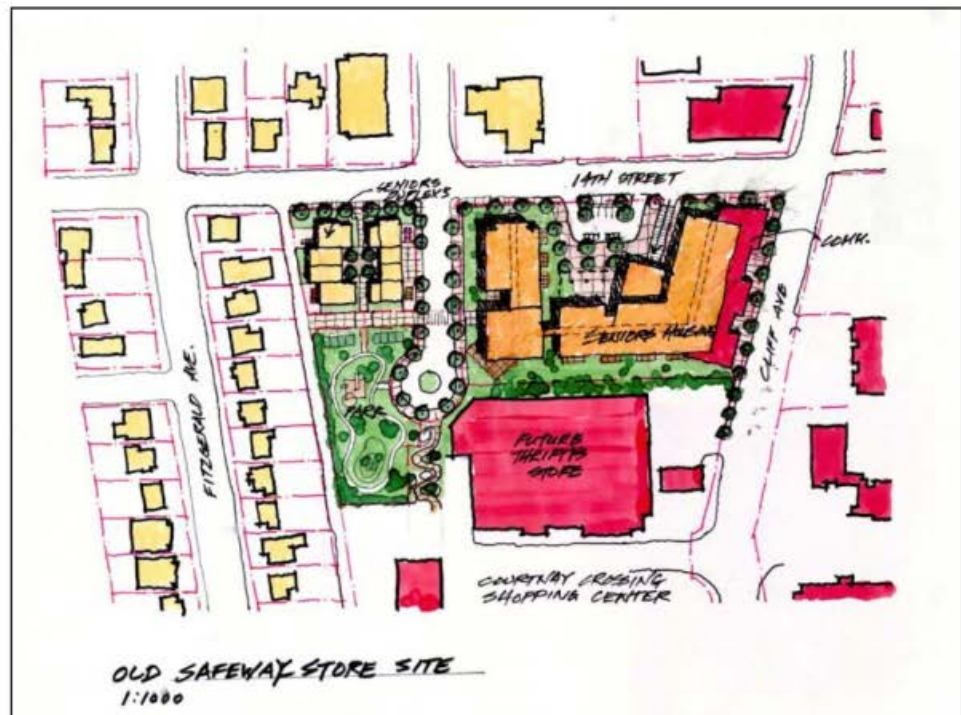 SENIORS
DUPLEXS
14TH STREET
COMM.
SENIORS HOUSING
CLIFF AVE
FITZGERALD AVE.
PARK
FUTURE
THRIFTYS
STORE
COURTNAY CROSSING
SHOPPING CENTER
OLD SAFEWAY STORE SITE
1:1000